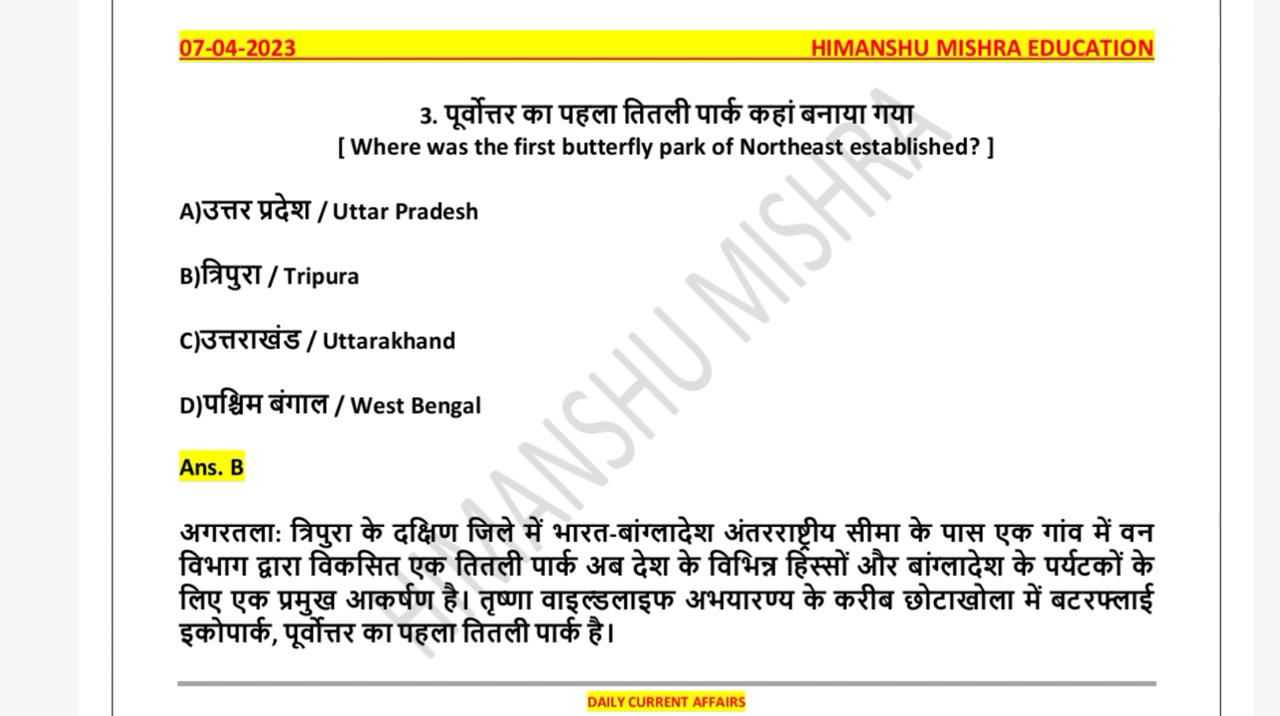 07-04-2023 HIMANSHU MISHRA EDUCATION
3. पूर्वोत्तर का पहला तितली पार्क कहां बनाया गया
[ Where was the first butterfly park of Northeast established? ]
A)उत्तर प्रदेश / Uttar Pradesh
B)त्रिपुरा / Tripura
C)उत्तराखंड / Uttarakhand
D)पश्चिम बंगाल / West Bengal
Ans. B
अगरतला: त्रिपुरा के दक्षिण जिले में भारत-बांग्लादेश अंतरराष्ट्रीय सीमा के पास एक गांव में वन
विभाग द्वारा विकसित एक तितली पार्क अब देश के विभिन्न हिस्सों और बांग्लादेश के पर्यटकों के
लिए एक प्रमुख आकर्षण है। तृष्णा वाइल्डलाइफ अभयारण्य के करीब छोटाखोला में बटरफ्लाई
इकोपार्क, पूर्वोत्तर का पहला तितली पार्क है।
HIMANSHU MISHRA
DAILY CURRENT AFFAIRS